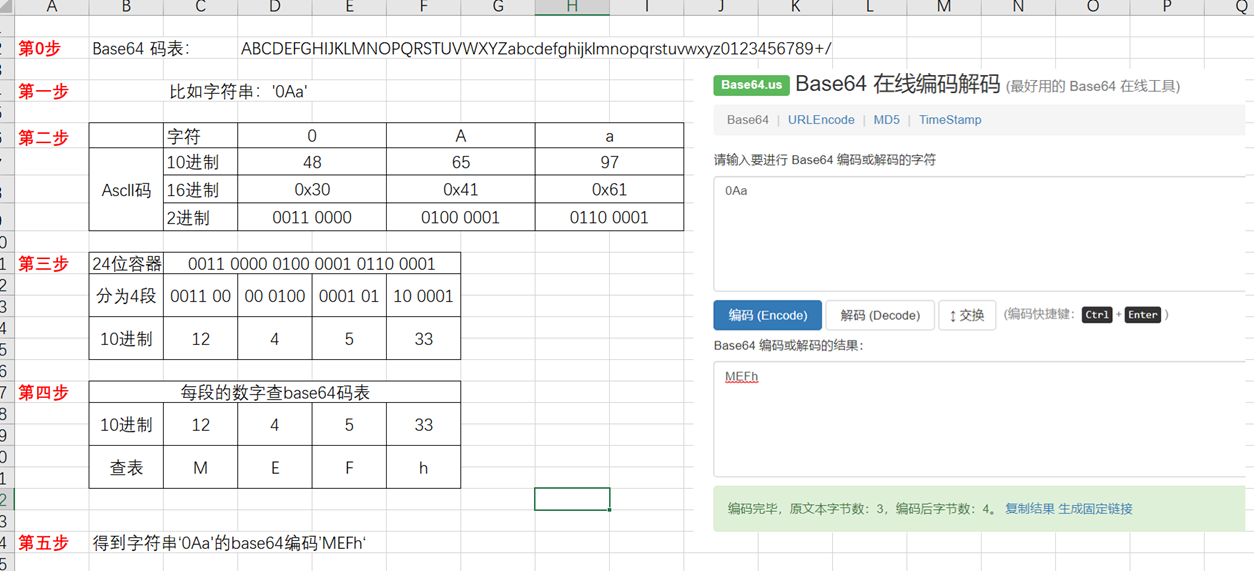 A B C D E F G H I J K L M N O P Q
第0步 Base64 码表： ABCDEFGHIJKLMNOPQRSTUVWXYZabcdefghijklmnopqrstuvwxyz0123456789+/
第一步 比如字符串：'0Aa'
第二步 字符 0 A a
10进制 48 65 97
AscII码 16进制 0x30 0x41 0x61
2进制 0011 0000 0100 0001 0110 0001
第三步 24位容器 0011 0000 0100 0001 0110 0001
分为4段 0011 00 00 0100 0001 01 10 0001
10进制 12 4 5 33
第四步 每段的数字查base64码表
10进制 12 4 5 33
查表 M E F h
第五步 得到字符串‘0Aa’的base64编码’MEFh‘
Base64.us Base64 在线编码解码 (最好用的 Base64 在线工具)
Base64 | URLEncode | MD5 | TimeStamp
请输入要进行 Base64 编码或解码的字符
0Aa
编码 (Encode) 解码 (Decode) ↕ 交换 (编码快捷键： Ctrl + Enter )
Base64 编码或解码的结果：
MEFh
编码完毕，原文本字节数：3，编码后字节数：4。 复制结果 生成固定链接